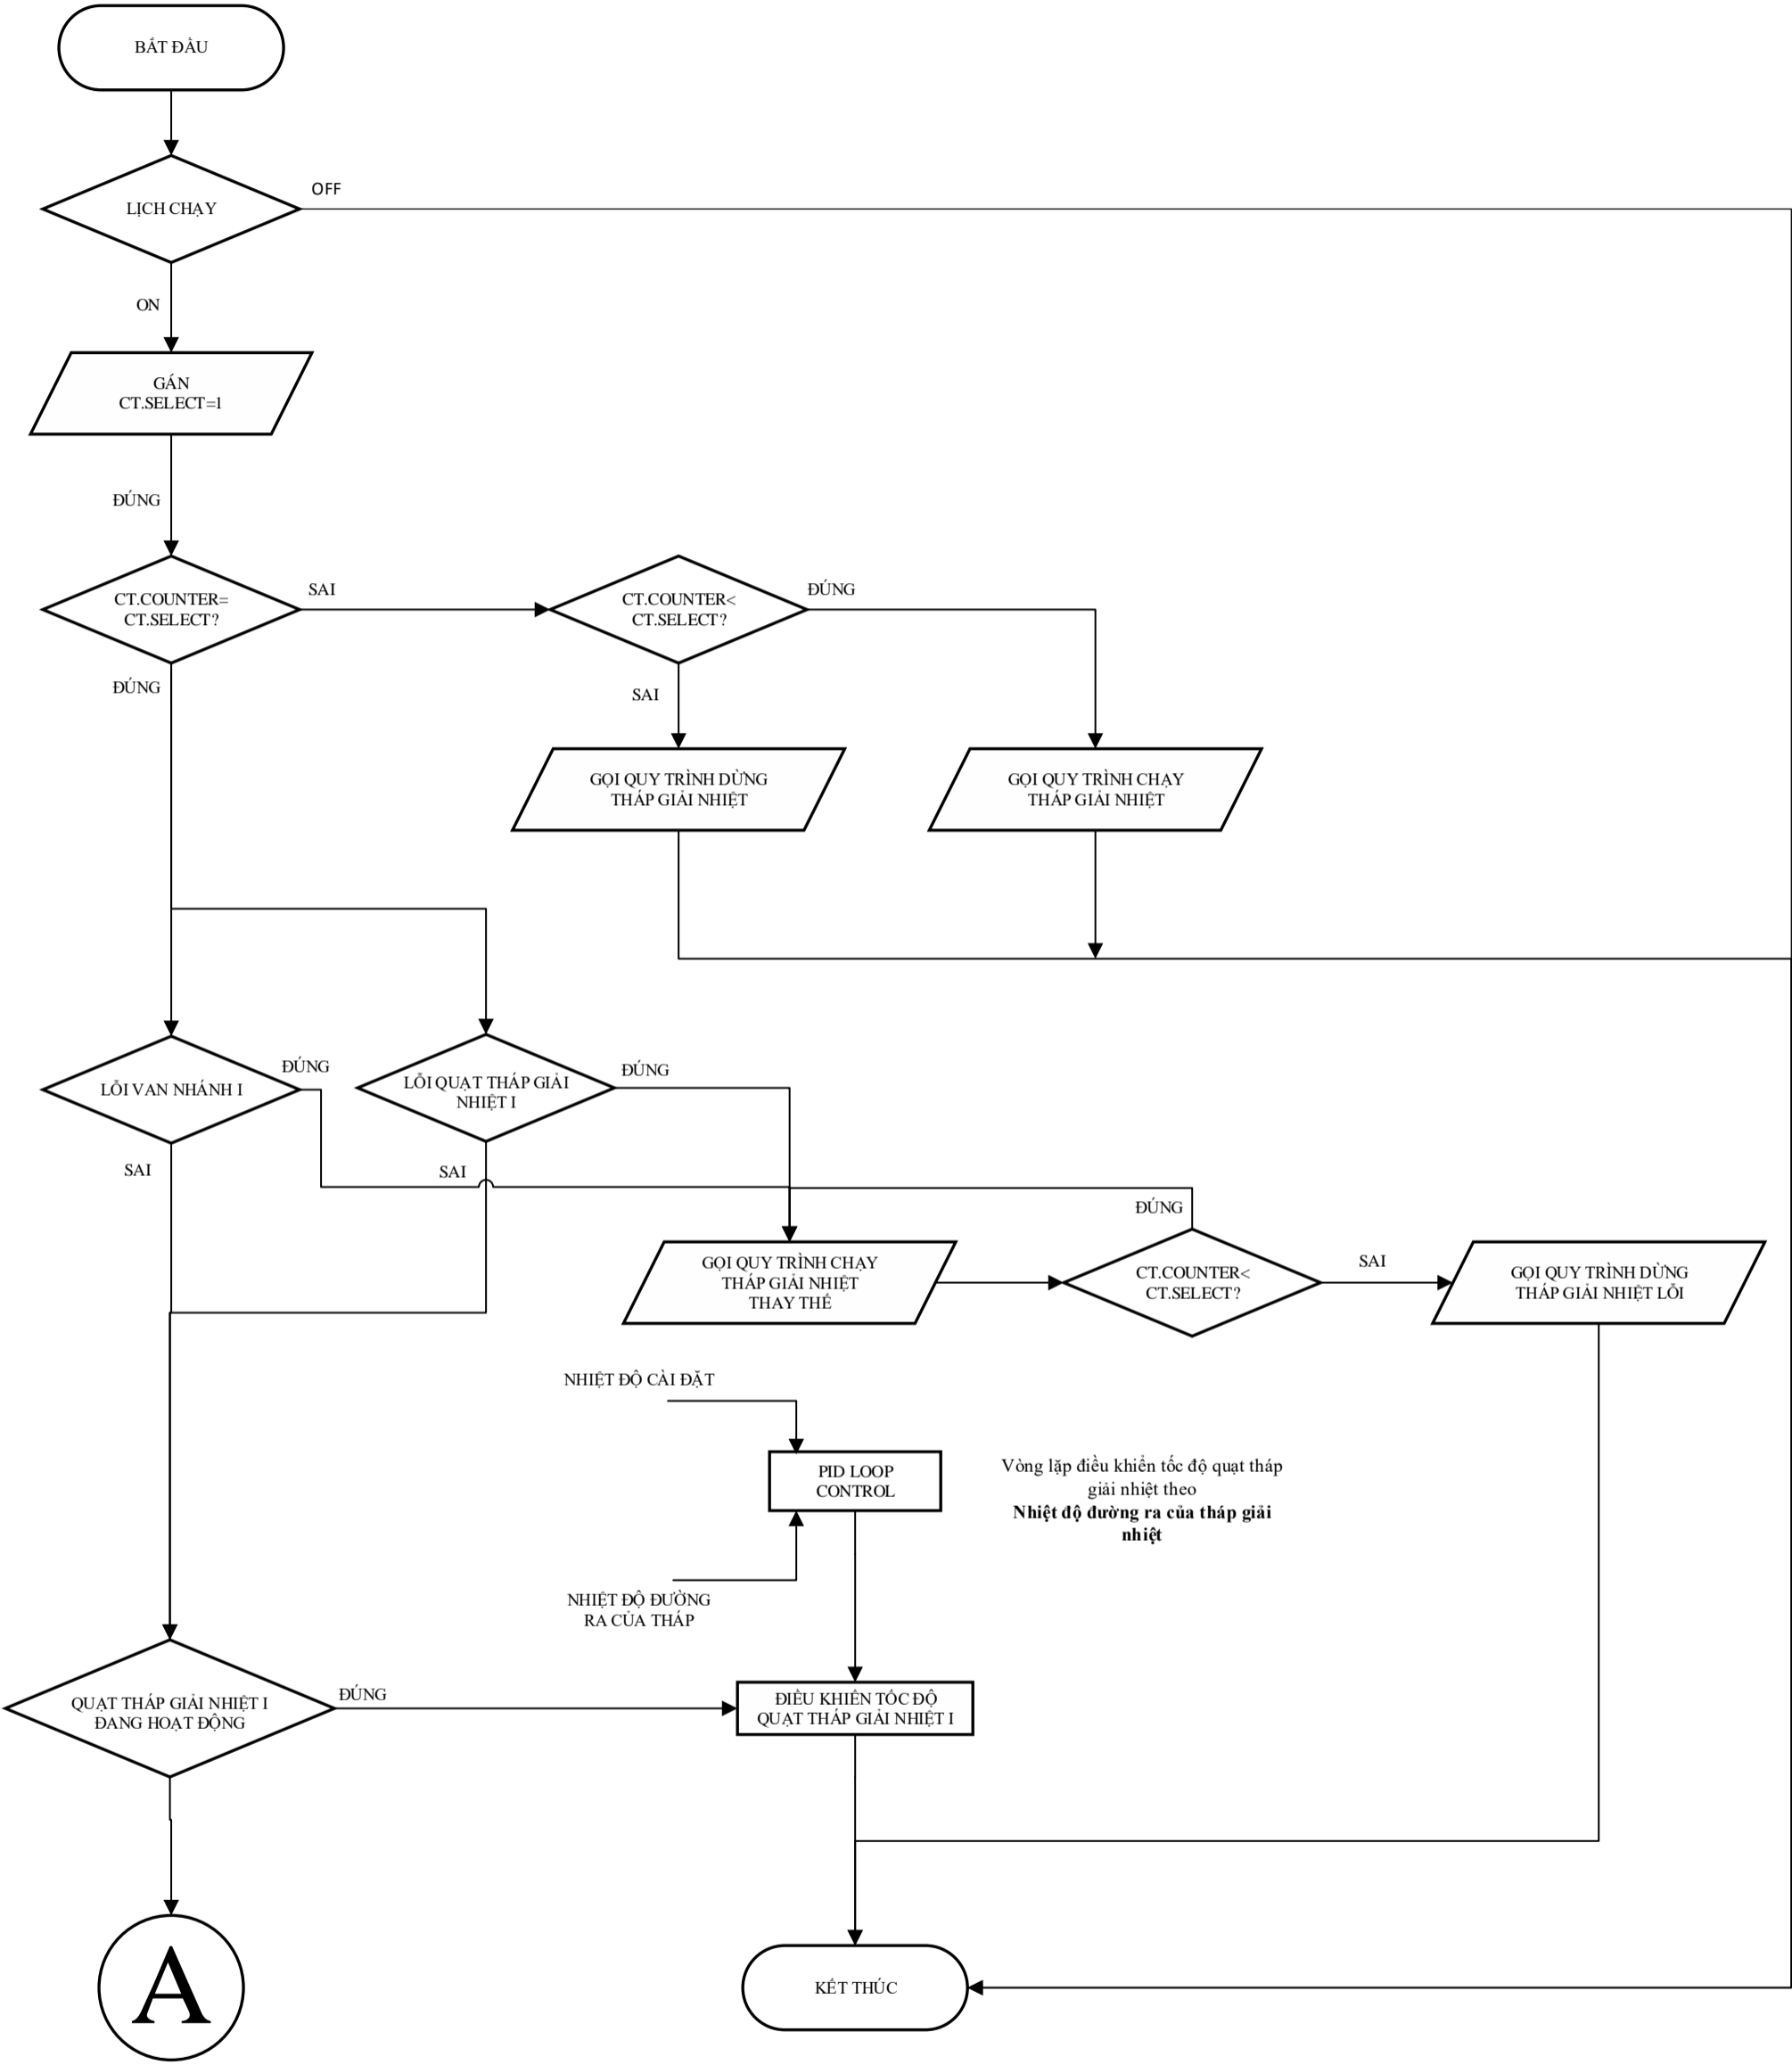 BẮT ĐẦU
OFF
LỊCH CHẠY
ON
GÁN
CT.SELECT=1
ĐÚNG
CT.COUNTER=
CT.SELECT?
SAI
CT.COUNTER<
CT.SELECT?
ĐÚNG
ĐÚNG
SAI
GỌI QUY TRÌNH DỪNG
THÁP GIẢI NHIỆT
GỌI QUY TRÌNH CHẠY
THÁP GIẢI NHIỆT
LỖI VAN NHÁNH I
ĐÚNG
LỖI QUẠT THÁP GIẢI
NHIỆT I
ĐÚNG
SAI
SAI
GỌI QUY TRÌNH CHẠY
THÁP GIẢI NHIỆT
THAY THẾ
ĐÚNG
CT.COUNTER<
CT.SELECT?
SAI
GỌI QUY TRÌNH DỪNG
THÁP GIẢI NHIỆT LỖI
NHIỆT ĐỘ CÀI ĐẶT
PID LOOP
CONTROL
Vòng lặp điều khiển tốc độ quạt tháp
giải nhiệt theo
Nhiệt độ đường ra của tháp giải
nhiệt
NHIỆT ĐỘ ĐƯỜNG
RA CỦA THÁP
QUẠT THÁP GIẢI NHIỆT I
ĐANG HOẠT ĐỘNG
ĐÚNG
ĐIỀU KHIỂN TỐC ĐỘ
QUẠT THÁP GIẢI NHIỆT I
A
KẾT THÚC